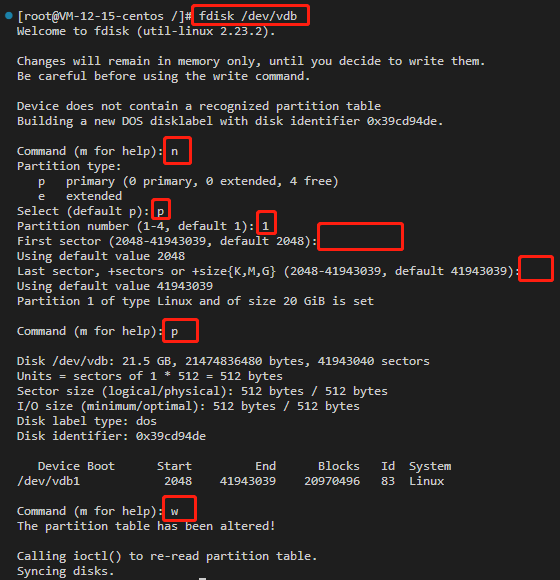 [root@VM-12-15-centos /]# fdisk /dev/vdb
Welcome to fdisk (util-linux 2.23.2).
Changes will remain in memory only, until you decide to write them.
Be careful before using the write command.
Device does not contain a recognized partition table
Building a new DOS disklabel with disk identifier 0x39cd94de.
Command (m for help): n
Partition type:
   p   primary (0 primary, 0 extended, 4 free)
   e   extended
Select (default p): p
Partition number (1-4, default 1): 1
First sector (2048-41943039, default 2048):
Using default value 2048
Last sector, +sectors or +size{K,M,G} (2048-41943039, default 41943039):
Using default value 41943039
Partition 1 of type Linux and of size 20 GiB is set
Command (m for help): p
Disk /dev/vdb: 21.5 GB, 21474836480 bytes, 41943040 sectors
Units = sectors of 1 * 512 = 512 bytes
Sector size (logical/physical): 512 bytes / 512 bytes
I/O size (minimum/optimal): 512 bytes / 512 bytes
Disk label type: dos
Disk identifier: 0x39cd94de
   Device Boot      Start         End      Blocks   Id  System
/dev/vdb1            2048    41943039    20970496   83  Linux
Command (m for help): w
The partition table has been altered!
Calling ioctl() to re-read partition table.
Syncing disks.